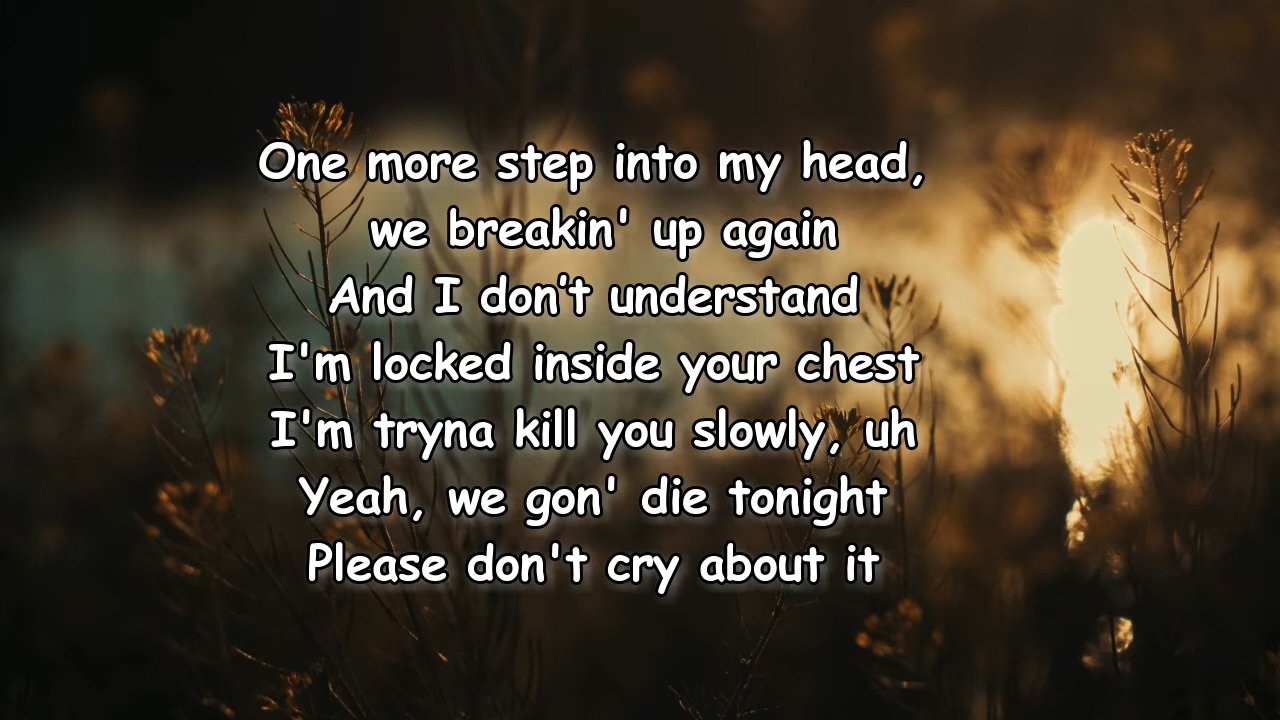 One more step into my head,
we breakin' up again
And I don’t understand
I'm locked inside your chest
I'm tryna kill you slowly, uh
Yeah, we gon' die tonight
Please don't cry about it